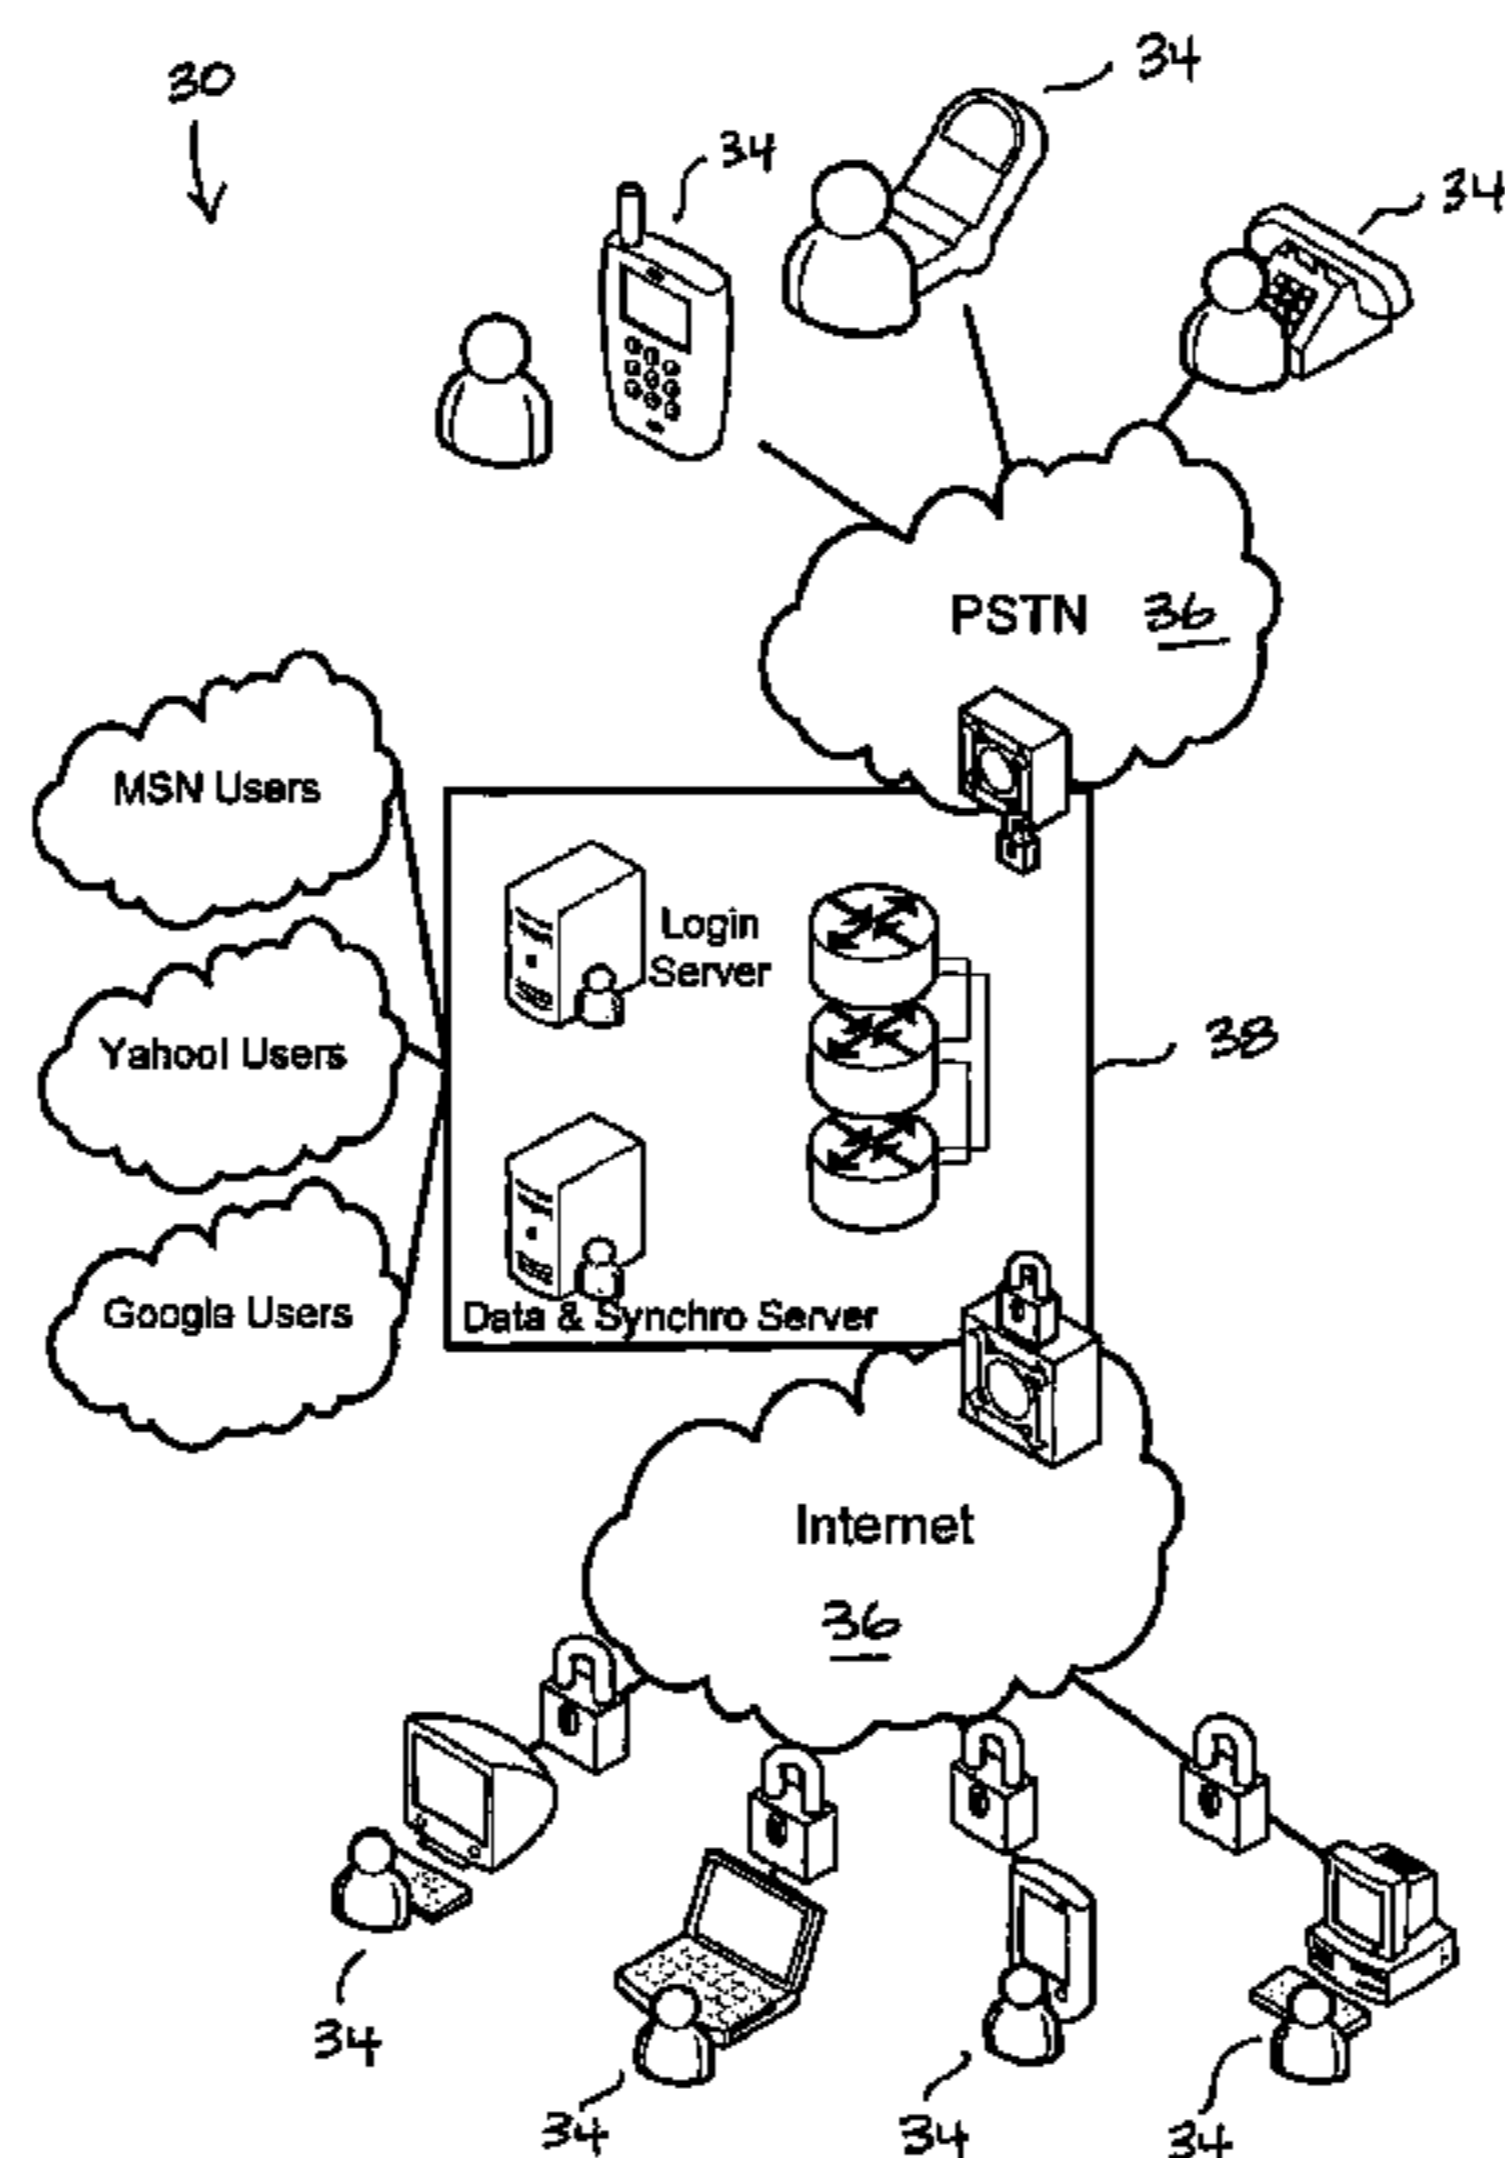 30
34
34
34
PSTN 36
MSN Users
Login
Server
38
Yahoo! Users
Google Users
Data & Synchro Server
Internet
36
34
34
34
34